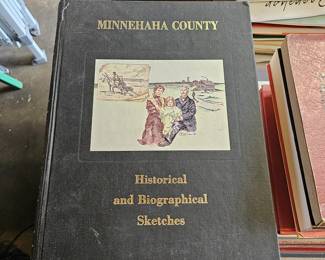 MINNEHAHA COUNTY
Historical
and Biographical
Sketches